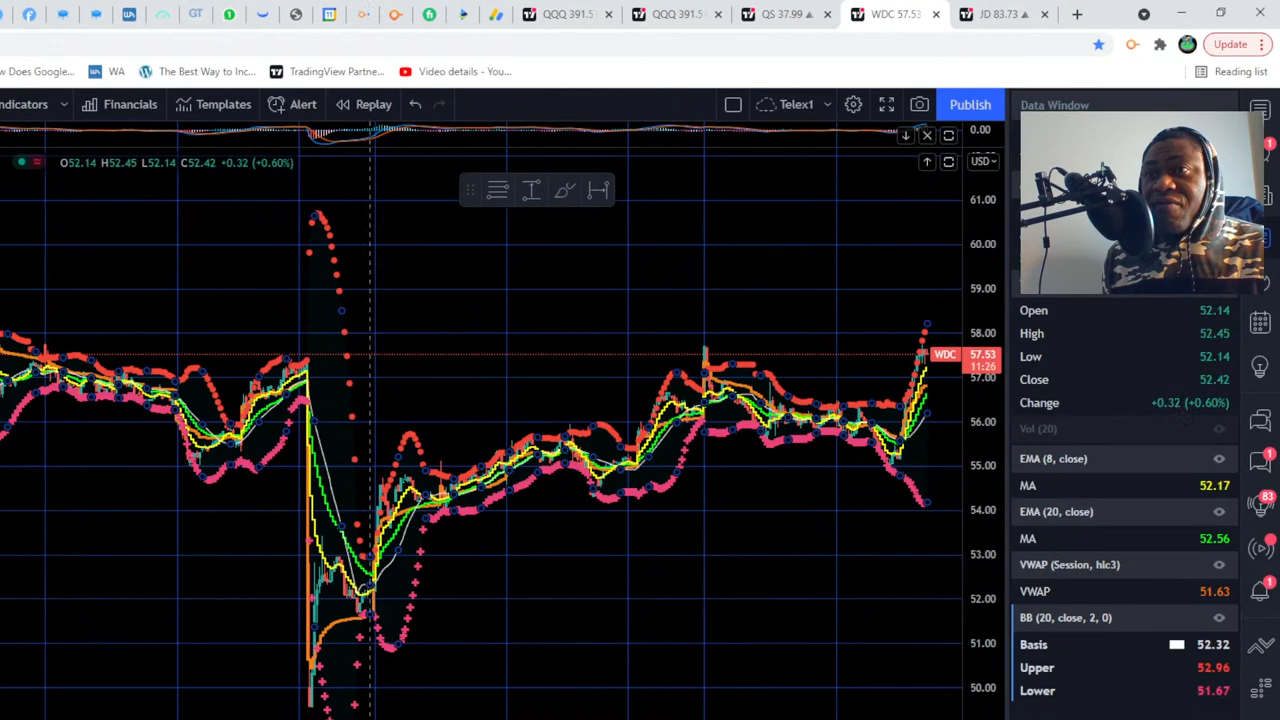 QQQ 391.5
QQQ 391.5
QS 37.99
WDC 57.53
JD 83.73
Update
w Does Google...
WA
The Best Way to Inc...
TradingView Partne...
Video details - You...
Reading list
ndicators
Financials
Templates
Alert
Replay
Telex1
Publish
Data Window
0.00
O52.14 H52.45 L52.14 C52.42 +0.32 (+0.60%)
USD
61.00
60.00
59.00
58.00
WDC 57.53
11:26
57.00
56.00
55.00
54.00
53.00
52.00
51.00
50.00
Open 52.14
High 52.45
Low 52.14
Close 52.42
Change +0.32 (+0.60%)
Vol (20)
EMA (8, close)
MA 52.17
EMA (20, close)
MA 52.56
VWAP (Session, hlc3)
VWAP 51.63
BB (20, close, 2, 0)
Basis 52.32
Upper 52.96
Lower 51.67
1
1
83
1